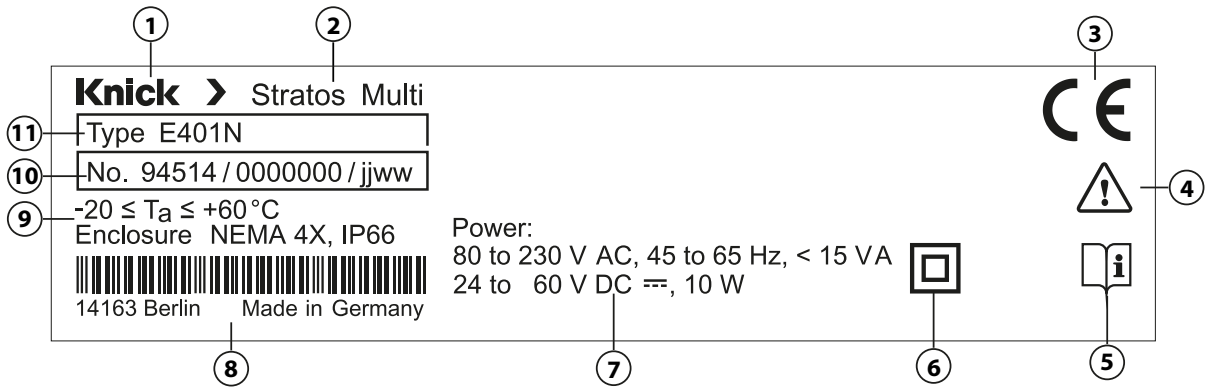 1
2
3
Knick > Stratos Multi
CE
11
Type E401N
10
No. 94514 / 0000000 / jjww
4
9
-20 ≤ Ta ≤ +60 °C
Enclosure NEMA 4X, IP66
Power:
80 to 230 V AC, 45 to 65 Hz, < 15 VA
24 to 60 V DC ⎓, 10 W
i
14163 Berlin Made in Germany
8
7
6
5